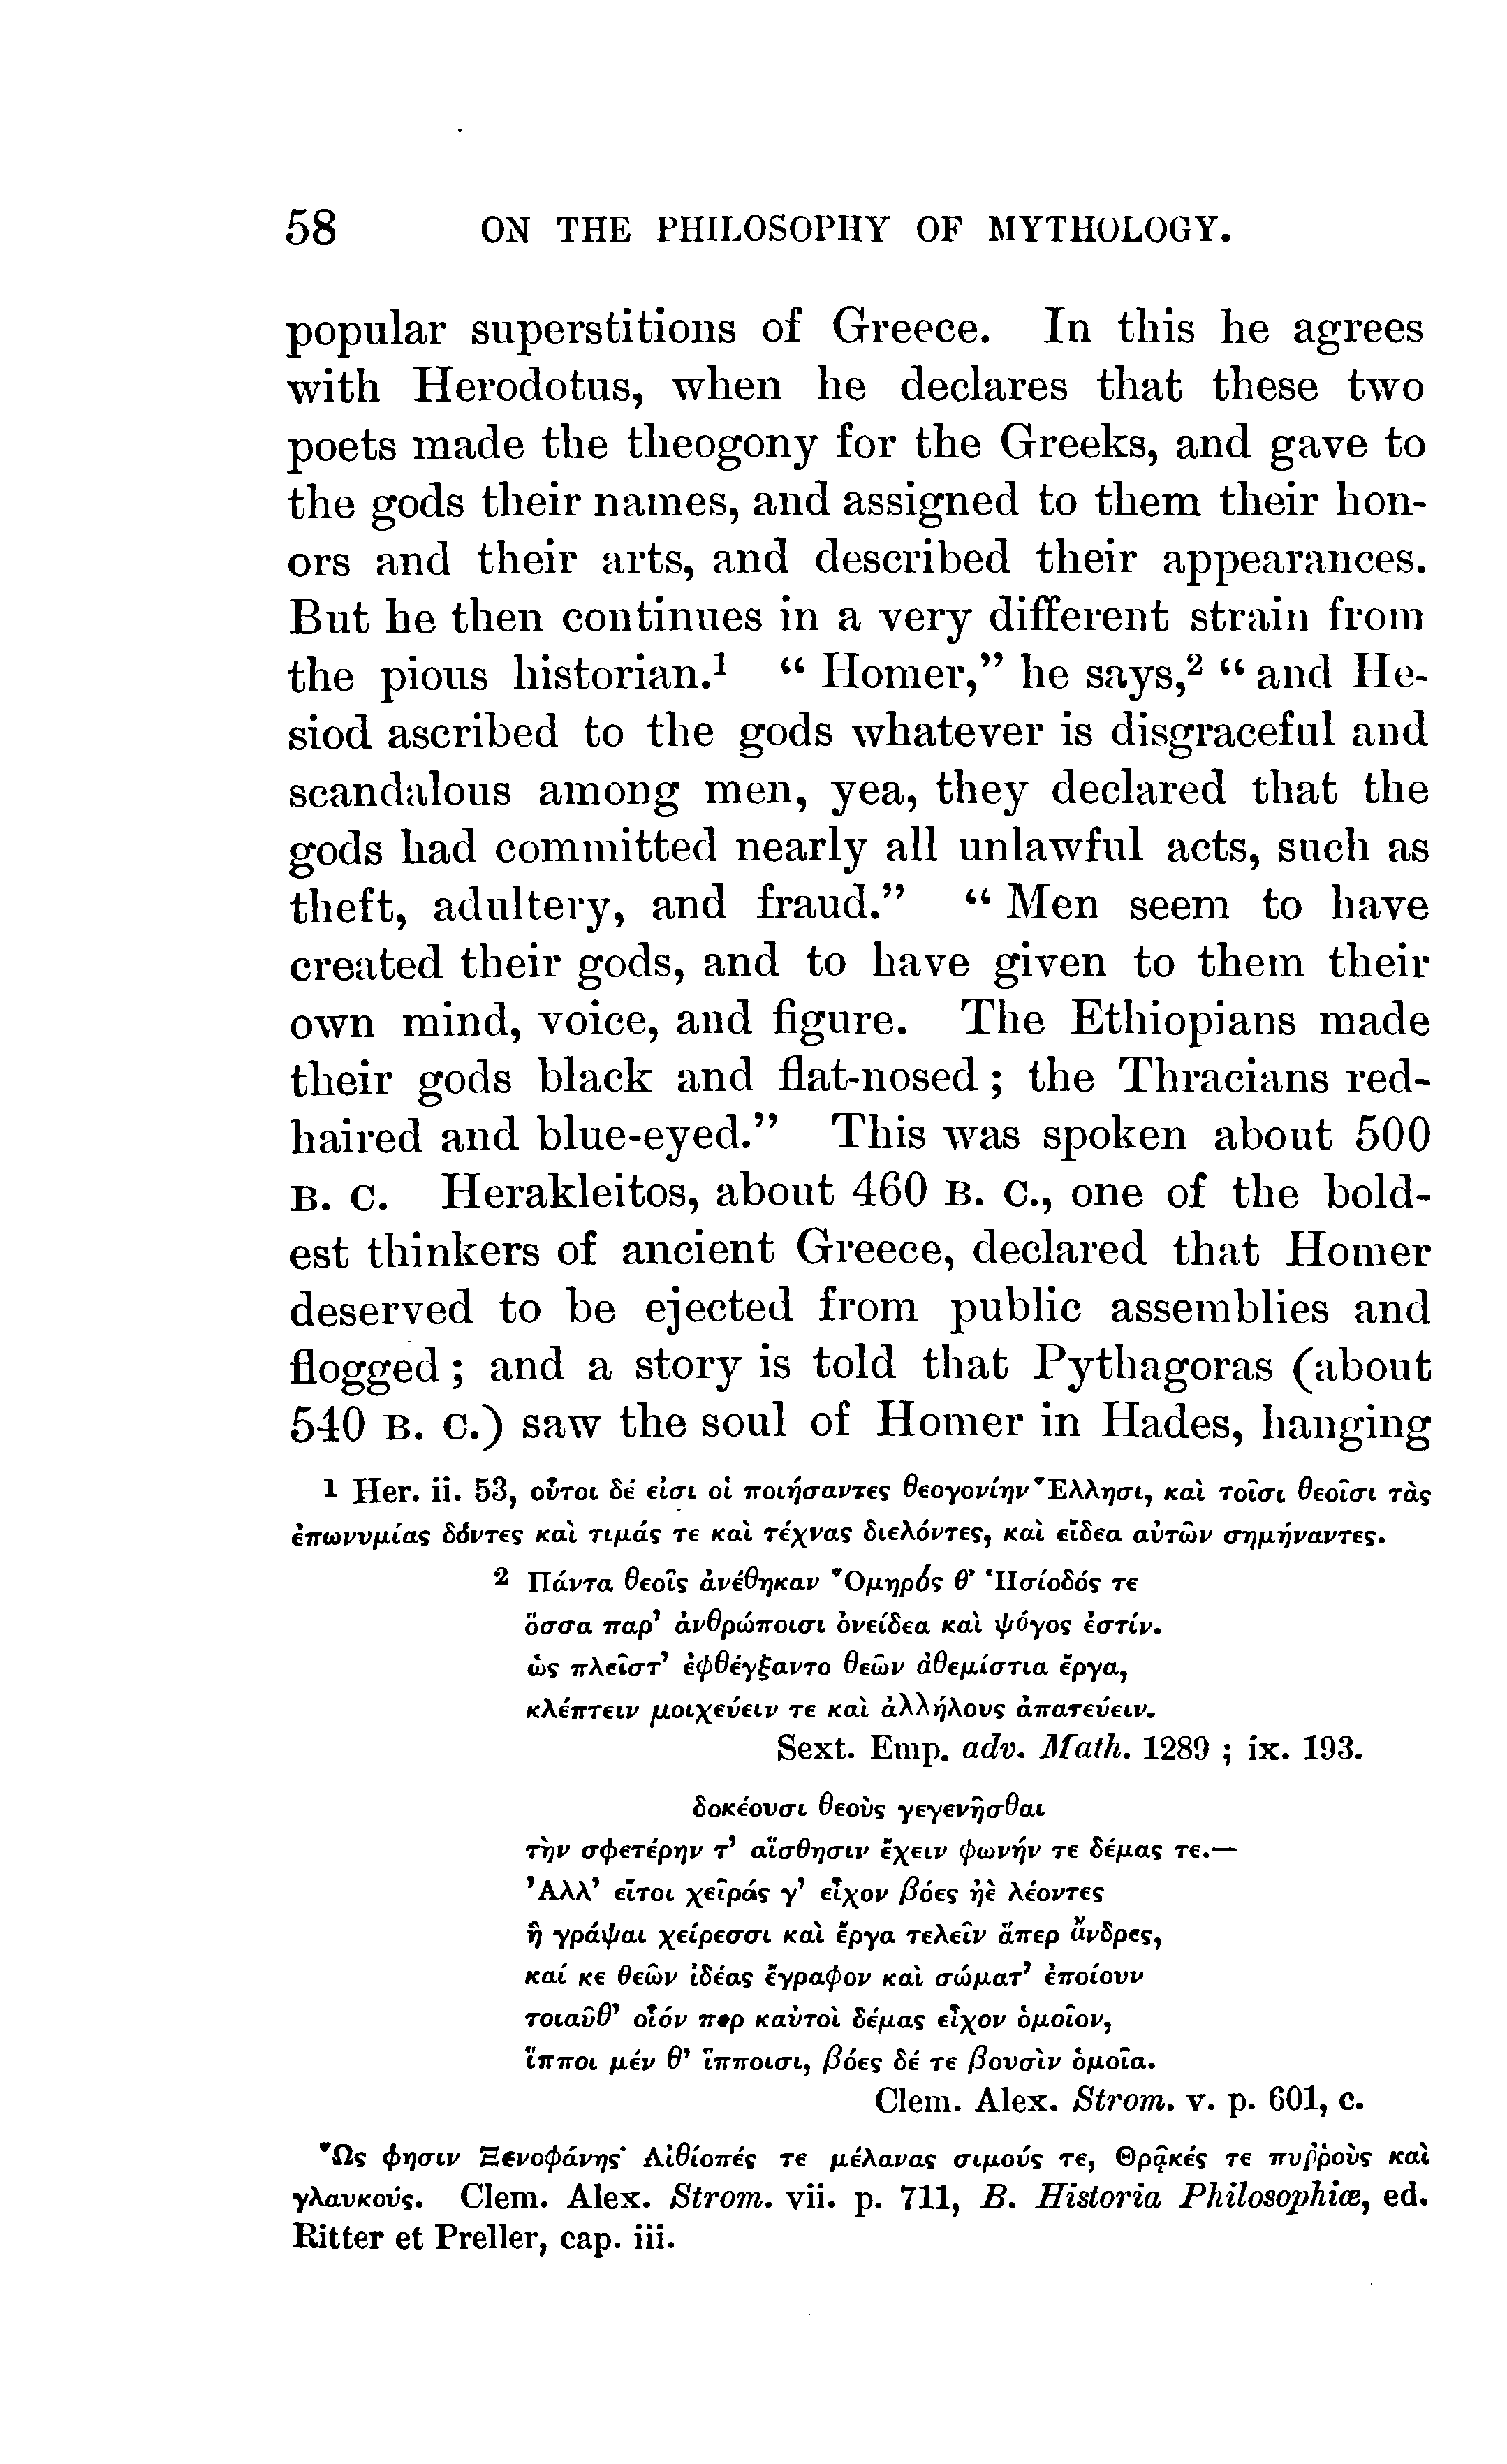 58 ON THE PHILOSOPHY OF MYTHOLOGY.
popular superstitions of Greece. In this he agrees
with Herodotus, when he declares that these two
poets made the theogony for the Greeks, and gave to
the gods their names, and assigned to them their hon-
ors and their arts, and described their appearances.
But he then continues in a very different strain from
the pious historian.¹ “Homer,” he says,² “and He-
siod ascribed to the gods whatever is disgraceful and
scandalous among men, yea, they declared that the
gods had committed nearly all unlawful acts, such as
theft, adultery, and fraud.” “Men seem to have
created their gods, and to have given to them their
own mind, voice, and figure. The Ethiopians made
their gods black and flat-nosed; the Thracians red-
haired and blue-eyed.” This was spoken about 500
B. C. Herakleitos, about 460 B. C., one of the bold-
est thinkers of ancient Greece, declared that Homer
deserved to be ejected from public assemblies and
flogged; and a story is told that Pythagoras (about
540 B. C.) saw the soul of Homer in Hades, hanging
1 Her. ii. 53, οὗτοι δέ εἰσι οἱ ποιήσαντες θεογονίην Ἕλλησι, καὶ τοῖσι θεοῖσι τὰς
ἐπωνυμίας δόντες καὶ τιμάς τε καὶ τέχνας διελόντες, καὶ εἴδεα αὐτῶν σημήναντες.
2 Πάντα θεοῖς ἀνέθηκαν Ὅμηρός θ’ Ἡσίοδός τε
ὅσσα παρ’ ἀνθρώποισι ὀνείδεα καὶ ψόγος ἐστίν.
ὡς πλεῖστ’ ἐφθέγξαντο θεῶν ἀθεμίστια ἔργα,
κλέπτειν μοιχεύειν τε καὶ ἀλλήλους ἀπατεύειν.
Sext. Emp. adv. Math. 1289; ix. 193.
δοκέουσι θεοὺς γεγενῆσθαι
τὴν σφετέρην τ’ αἴσθησιν ἔχειν φωνήν τε δέμας τε.—
Ἀλλ’ εἴτοι χεῖράς γ’ εἶχον βόες ἠὲ λέοντες
ἢ γράψαι χείρεσσι καὶ ἔργα τελεῖν ἅπερ ἄνδρες,
καί κε θεῶν ἰδέας ἔγραφον καὶ σώματ’ ἐποίουν
τοιαῦθ’ οἷόν περ καὐτοὶ δέμας εἶχον ὁμοῖον,
ἵπποι μέν θ’ ἵπποισι, βόες δέ τε βουσὶν ὁμοῖα.
Clem. Alex. Strom. v. p. 601, c.
Ὥς φησιν Ξενοφάνης· Αἰθίοπές τε μέλανας σιμούς τε, Θρᾷκές τε πυῤῥοὺς καὶ
γλαυκούς. Clem. Alex. Strom. vii. p. 711, B. Historia Philosophiæ, ed.
Ritter et Preller, cap. iii.